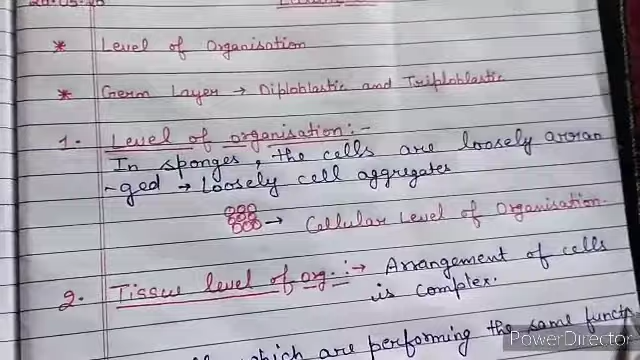 * Level of Organisation
* Germ Layer → Diploblastic and Triploblastic
1. Level of organisation:-
In sponges, the cells are loosely arran
-ged → Loosely cell aggregates
→ Cellular Level of Organisation.
2. Tissue level of org. :→ Arrangement of cells
is complex.
which are performing the same funct
PowerDirector